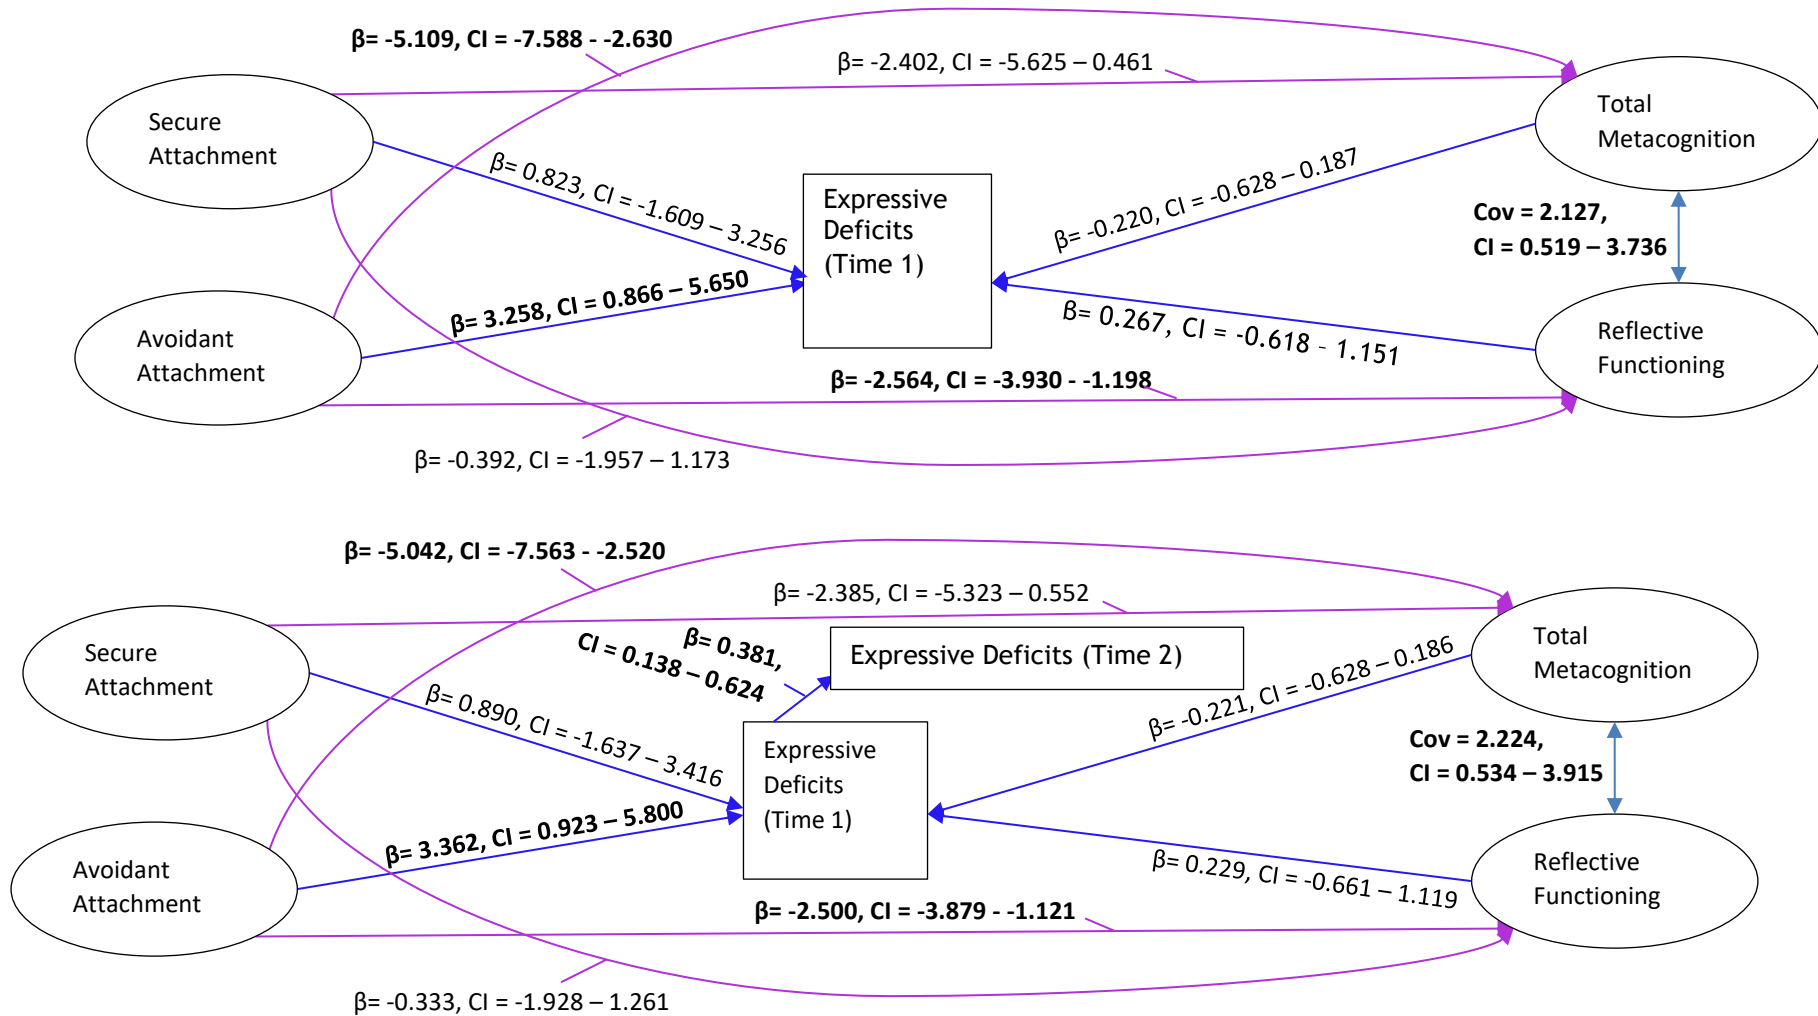 β= -5.109, CI = -7.588 - -2.630
β= -2.402, CI = -5.625 – 0.461
Secure
Attachment
Total
Metacognition
β= 0.823, CI = -1.609 – 3.256
Expressive
Deficits
(Time 1)
β= -0.220, CI = -0.628 – 0.187
Cov = 2.127,
CI = 0.519 – 3.736
Avoidant
Attachment
β= 3.258, CI = 0.866 – 5.650
β= 0.267, CI = -0.618 - 1.151
Reflective
Functioning
β= -2.564, CI = -3.930 - -1.198
β= -0.392, CI = -1.957 – 1.173
β= -5.042, CI = -7.563 - -2.520
β= -2.385, CI = -5.323 – 0.552
Secure
Attachment
β= 0.381,
CI = 0.138 – 0.624
Expressive Deficits (Time 2)
Total
Metacognition
β= 0.890, CI = -1.637 – 3.416
Expressive
Deficits
(Time 1)
β= -0.221, CI = -0.628 – 0.186
Cov = 2.224,
CI = 0.534 – 3.915
Avoidant
Attachment
β= 3.362, CI = 0.923 – 5.800
β= 0.229, CI = -0.661 – 1.119
Reflective
Functioning
β= -2.500, CI = -3.879 - -1.121
β= -0.333, CI = -1.928 – 1.261